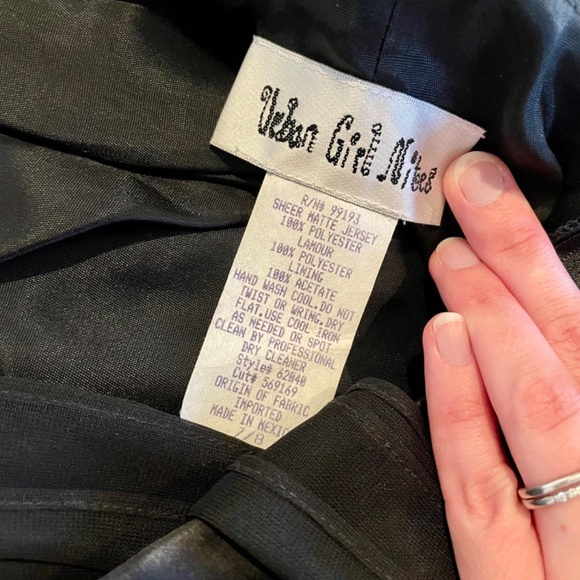 Urban Girl Nites
R/N# 99193
SHEER MATTE JERSEY
100% POLYESTER
LAMOUR
100% POLYESTER
LINING
100% ACETATE
HAND WASH COOL.DO NOT
TWIST OR WRING.DRY
FLAT.USE COOL IRON
AS NEEDED OR SPOT
CLEAN BY PROFESSIONAL
DRY CLEANER
Style# 62040
Cut# 569169
ORIGIN OF FABRIC
IMPORTED
MADE IN MEXICO
7/8